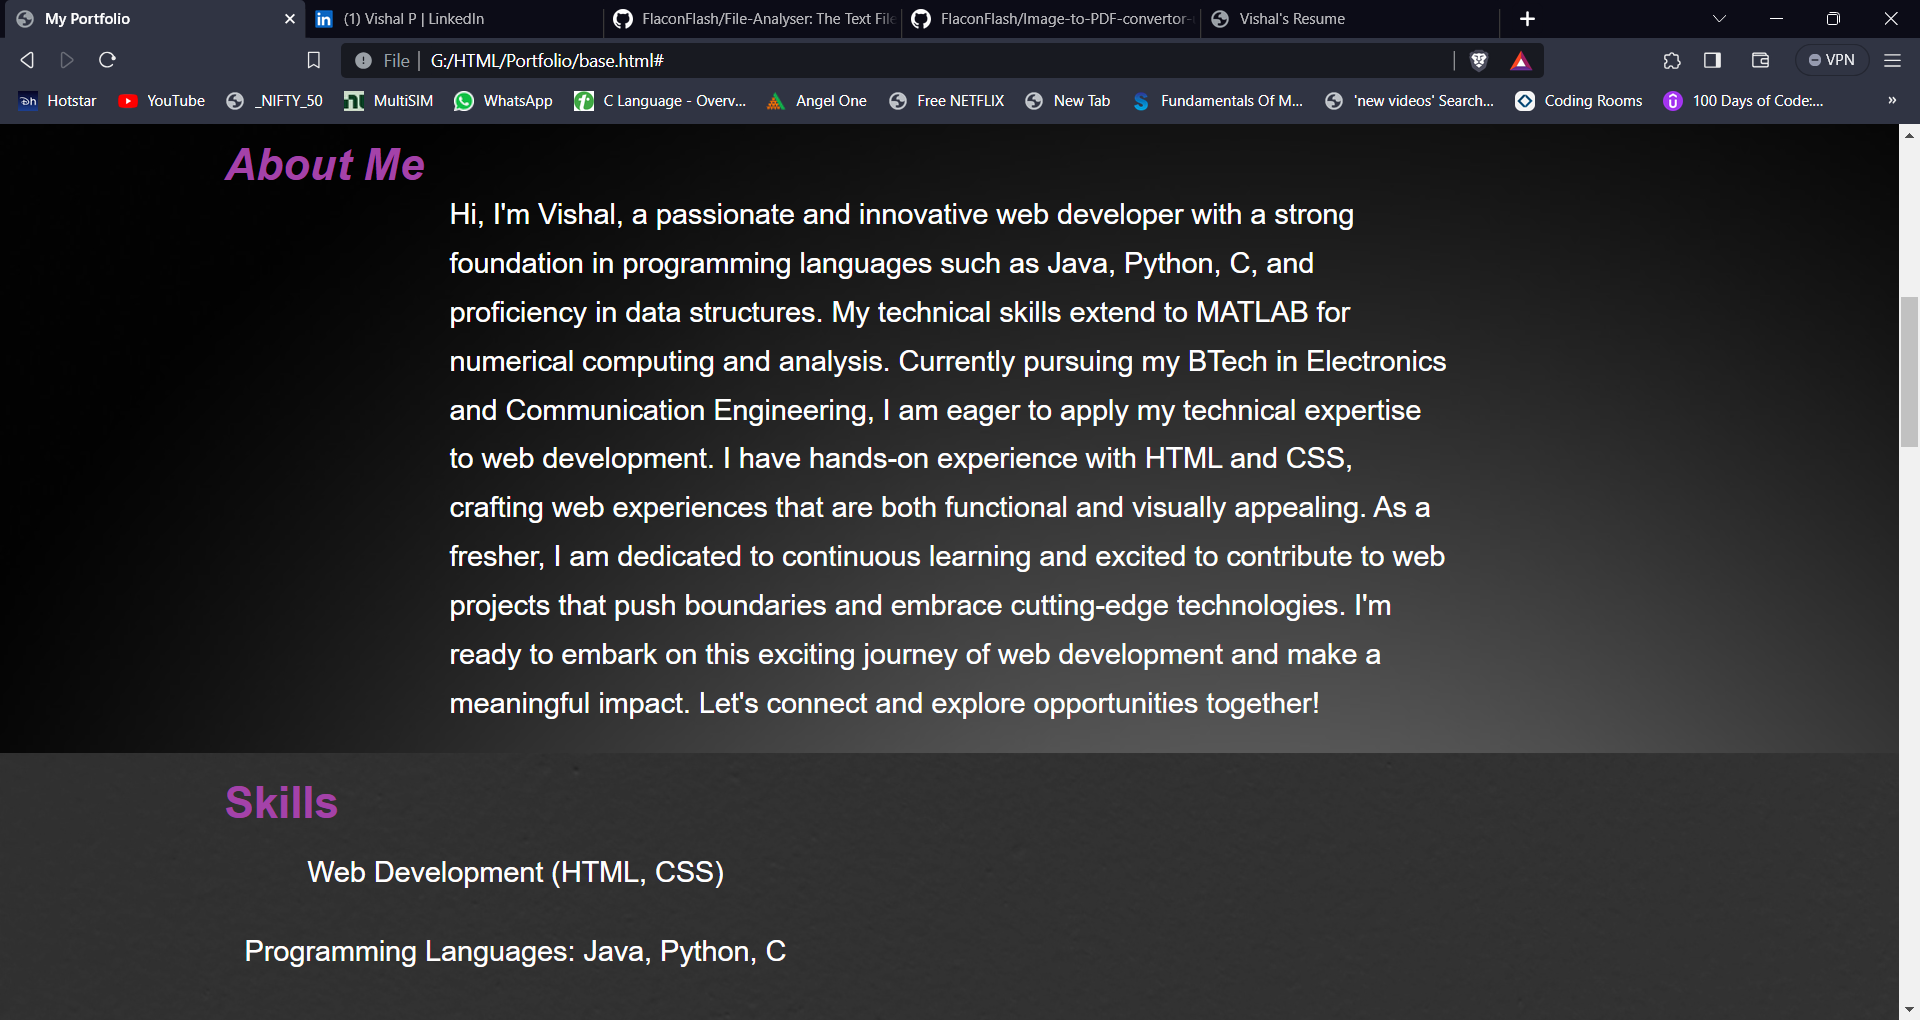 My Portfolio
(1) Vishal P | LinkedIn
FlaconFlash/File-Analyser: The Text File
FlaconFlash/Image-to-PDF-convertor-
Vishal's Resume
File | G:/HTML/Portfolio/base.html#
VPN
Hotstar
YouTube
_NIFTY_50
MultiSIM
WhatsApp
C Language - Overv...
Angel One
Free NETFLIX
New Tab
Fundamentals Of M...
'new videos' Search...
Coding Rooms
100 Days of Code:...
»
About Me
Hi, I'm Vishal, a passionate and innovative web developer with a strong
foundation in programming languages such as Java, Python, C, and
proficiency in data structures. My technical skills extend to MATLAB for
numerical computing and analysis. Currently pursuing my BTech in Electronics
and Communication Engineering, I am eager to apply my technical expertise
to web development. I have hands-on experience with HTML and CSS,
crafting web experiences that are both functional and visually appealing. As a
fresher, I am dedicated to continuous learning and excited to contribute to web
projects that push boundaries and embrace cutting-edge technologies. I'm
ready to embark on this exciting journey of web development and make a
meaningful impact. Let's connect and explore opportunities together!
Skills
Web Development (HTML, CSS)
Programming Languages: Java, Python, C